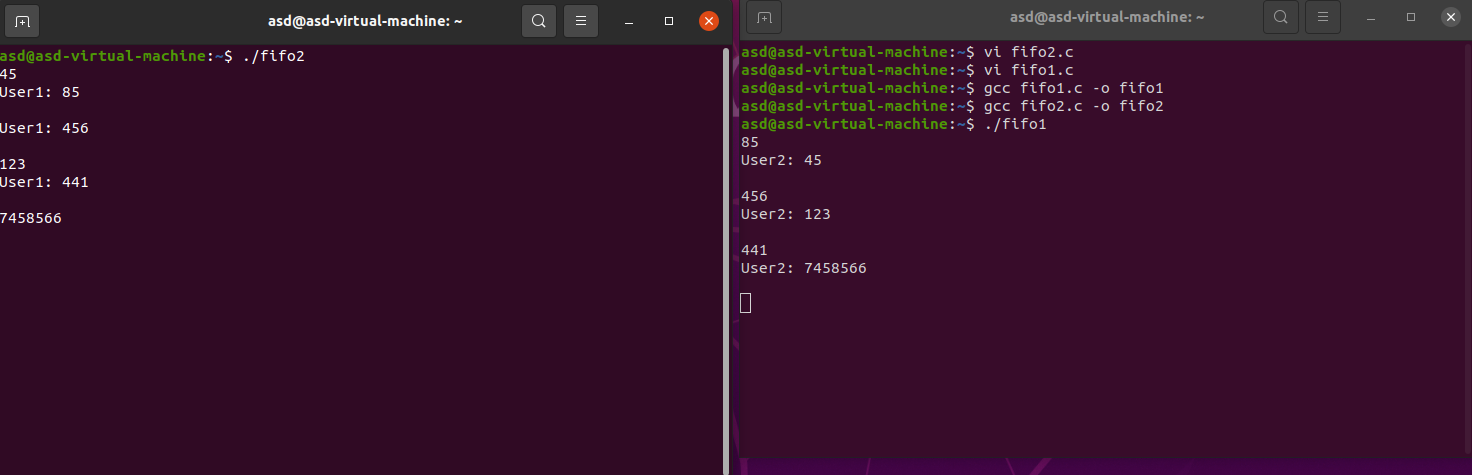 asd@asd-virtual-machine: ~
asd@asd-virtual-machine:~$ ./fifo2
45
User1: 85
User1: 456
123
User1: 441
7458566
asd@asd-virtual-machine: ~
asd@asd-virtual-machine:~$ vi fifo2.c
asd@asd-virtual-machine:~$ vi fifo1.c
asd@asd-virtual-machine:~$ gcc fifo1.c -o fifo1
asd@asd-virtual-machine:~$ gcc fifo2.c -o fifo2
asd@asd-virtual-machine:~$ ./fifo1
85
User2: 45
456
User2: 123
441
User2: 7458566